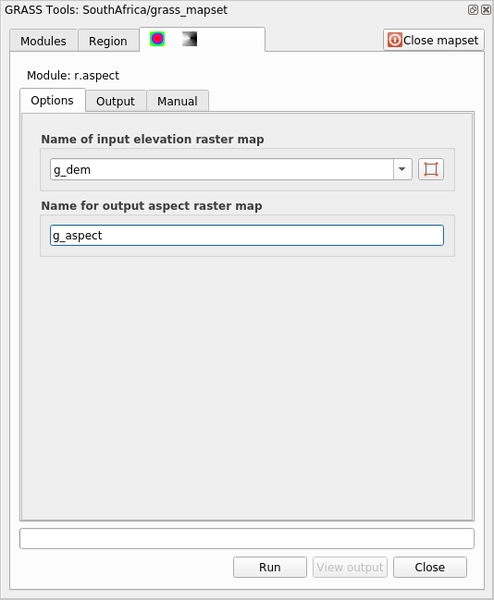 GRASS Tools: SouthAfrica/grass_mapset
Modules Region Close mapset
Module: r.aspect
Options Output Manual
Name of input elevation raster map
g_dem
Name for output aspect raster map
g_aspect
Run View output Close